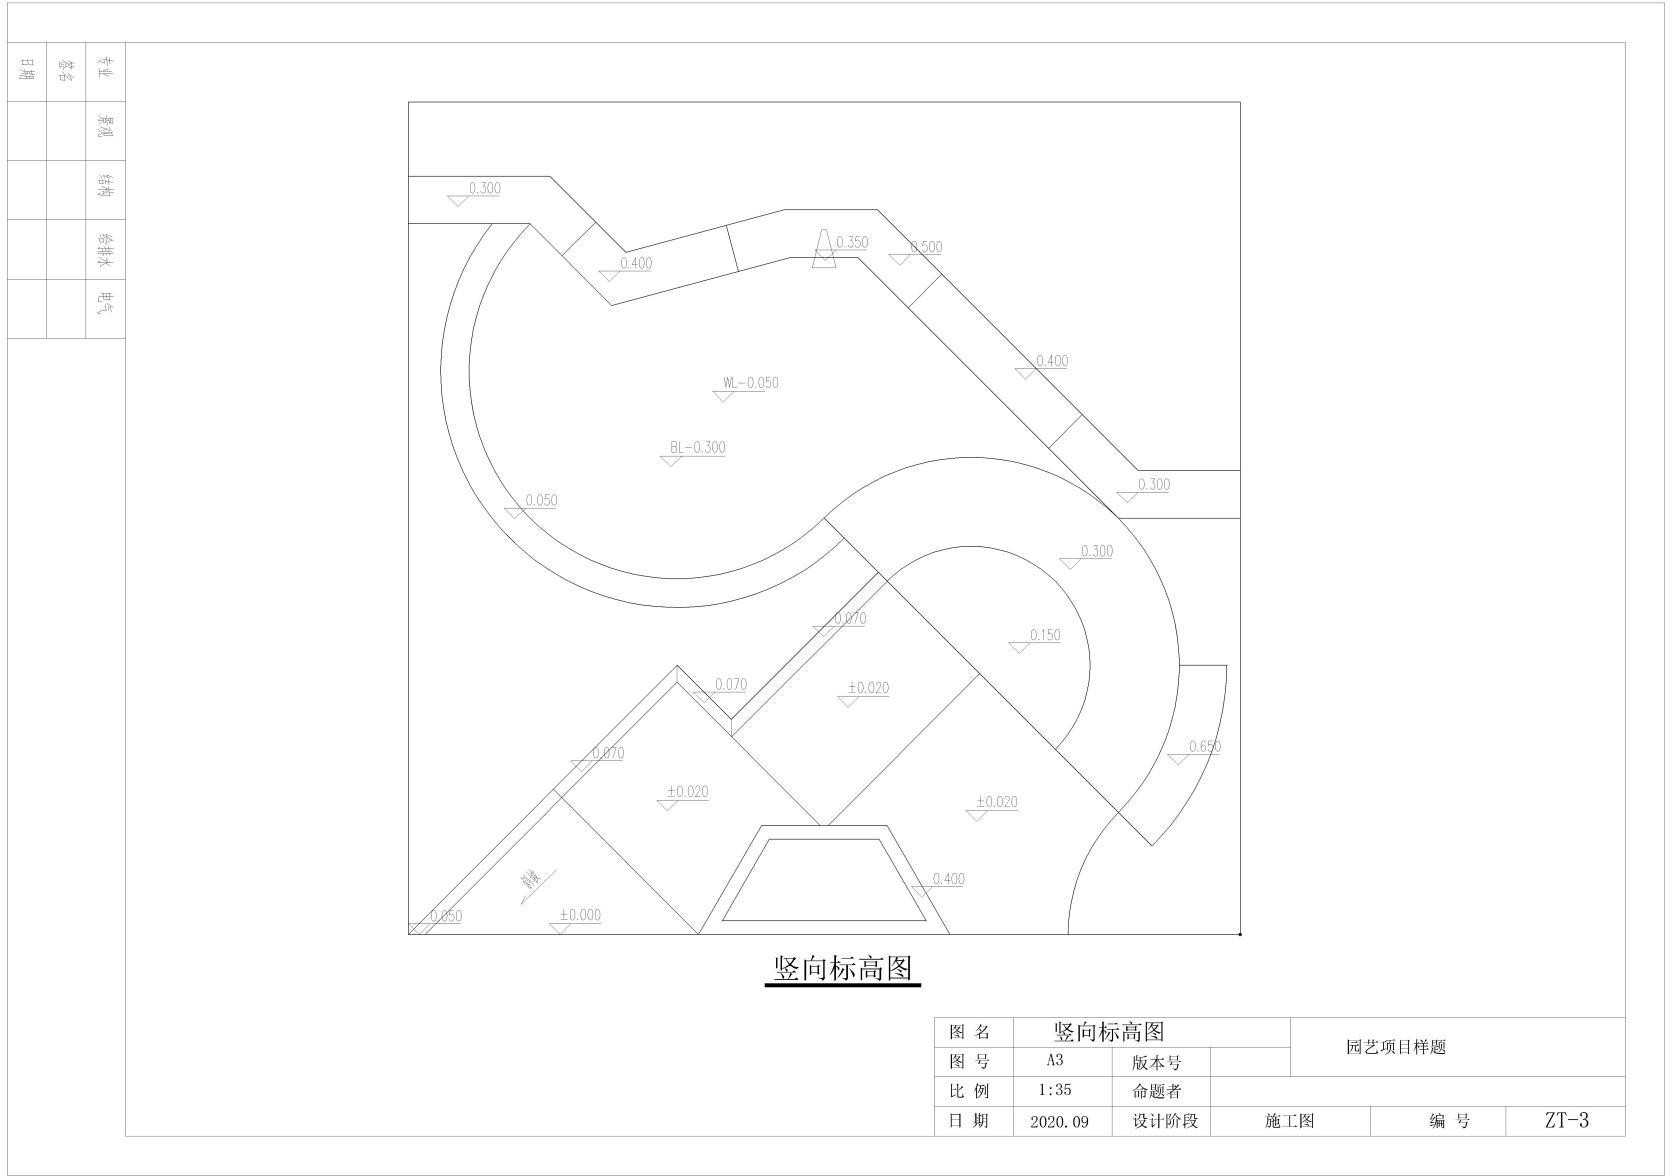 日期
签名
专业
景观
结构
给排水
电气
0.300
0.400
0.350
0.500
0.400
WL-0.050
BL-0.300
0.050
0.300
0.300
0.070
0.150
0.070
±0.020
0.070
0.650
±0.020
±0.020
斜坡
0.400
0.050
±0.000
竖向标高图
图 名 竖向标高图 园艺项目样题
图 号 A3 版本号
比 例 1:35 命题者
日 期 2020.09 设计阶段 施工图 编 号 ZT-3